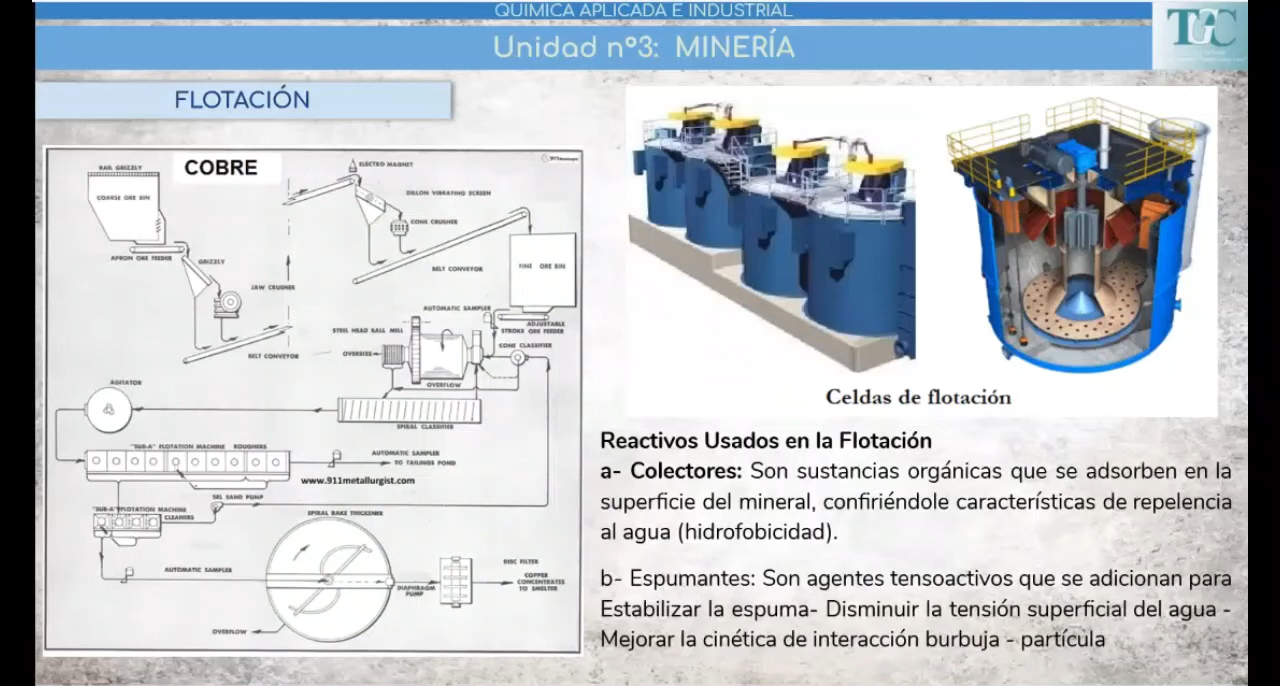 QUIMICA APLICADA E INDUSTRIAL
Unidad nº3: MINERÍA
TGC
FLOTACIÓN
COBRE
RAIL GRIZZLY
COARSE ORE BIN
APRON ORE FEEDER
GRIZZLY
JAW CRUSHER
BELT CONVEYOR
ELECTRO MAGNET
DILLON VIBRATING SCREEN
CONE CRUSHER
BELT CONVEYOR
FINE ORE BIN
AUTOMATIC SAMPLER
ADJUSTABLE
STROKE ORE FEEDER
STEEL HEAD BALL MILL
CONE CLASSIFIER
OVERSIZE
OVERFLOW
AGITATOR
SPIRAL CLASSIFIER
"SUB-A" FLOTATION MACHINE ROUGHERS
AUTOMATIC SAMPLER
TO TAILINGS POND
www.911metallurgist.com
SRL SAND PUMP
"SUB-A" FLOTATION MACHINE
CLEANERS
SPIRAL RAKE THICKENER
AUTOMATIC SAMPLER
DIAPHRAGM
PUMP
DISC FILTER
COPPER
CONCENTRATES
TO SMELTER
OVERFLOW
Celdas de flotación
Reactivos Usados en la Flotación
a- Colectores: Son sustancias orgánicas que se adsorben en la
superficie del mineral, confiriéndole características de repelencia
al agua (hidrofobicidad).
b- Espumantes: Son agentes tensoactivos que se adicionan para
Estabilizar la espuma- Disminuir la tensión superficial del agua -
Mejorar la cinética de interacción burbuja - partícula